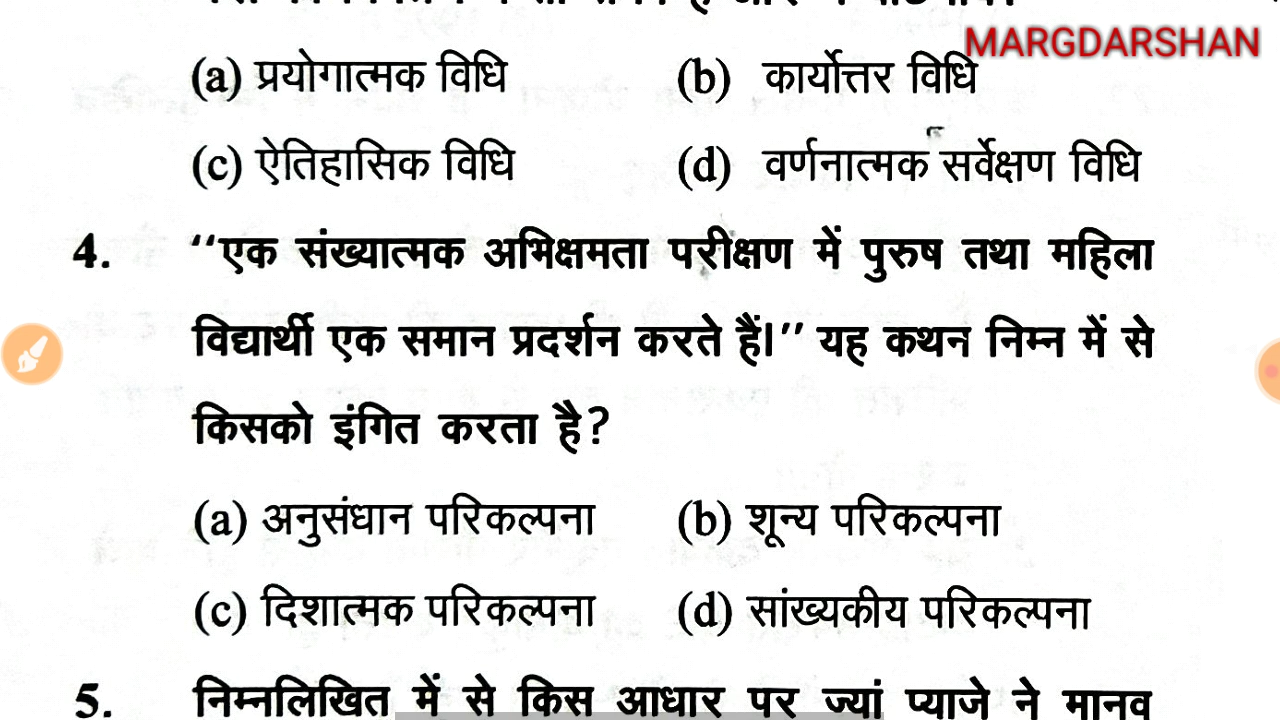 MARGDARSHAN
(a) प्रयोगात्मक विधि (b) कार्योत्तर विधि
(c) ऐतिहासिक विधि (d) वर्णनात्मक सर्वेक्षण विधि
4. ‘‘एक संख्यात्मक अभिक्षमता परीक्षण में पुरुष तथा महिला
विद्यार्थी एक समान प्रदर्शन करते हैं।’’ यह कथन निम्न में से
किसको इंगित करता है?
(a) अनुसंधान परिकल्पना (b) शून्य परिकल्पना
(c) दिशात्मक परिकल्पना (d) सांख्यकीय परिकल्पना
5. निम्नलिखित में से किस आधार पर ज्यां प्याजे ने मानव